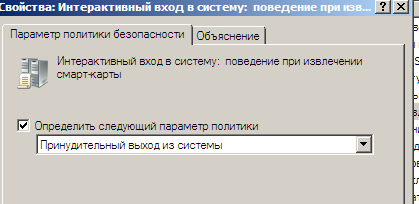 Свойства: Интерактивный вход в систему: поведение при изв...
Параметр политики безопасности
Объяснение
Интерактивный вход в систему: поведение при извлечении
смарт-карты
Определить следующий параметр политики
Принудительный выход из системы